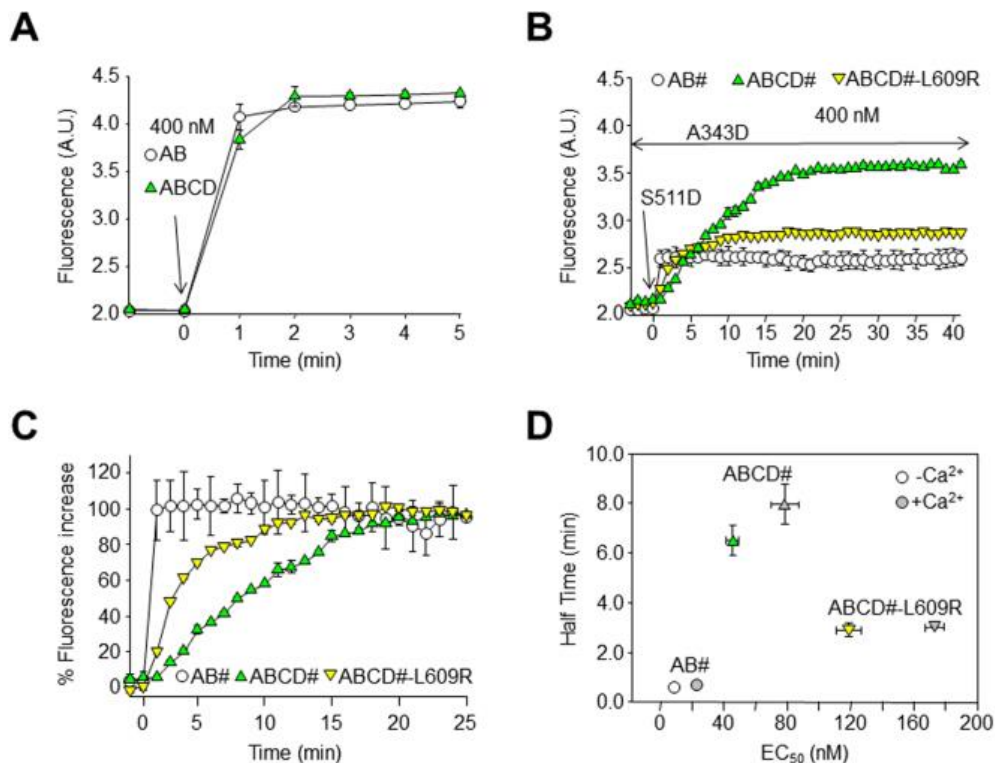 A
Fluorescence (A.U.)
4.5
4.0
3.5
3.0
2.5
2.0
400 nM
AB
ABCD
0 1 2 3 4 5
Time (min)
B
AB# ABCD# ABCD#-L609R
Fluorescence (A.U.)
4.5
4.0
3.5
3.0
2.5
2.0
400 nM
A343D
S511D
0 5 10 15 20 25 30 35 40
Time (min)
C
% Fluorescence increase
120
100
80
60
40
20
0
AB# ABCD# ABCD#-L609R
0 5 10 15 20 25
Time (min)
D
Half Time (min)
10.0
8.0
6.0
4.0
2.0
0.0
ABCD#
-Ca²⁺
+Ca²⁺
ABCD#-L609R
AB#
0 40 80 120 160 200
EC₅₀ (nM)